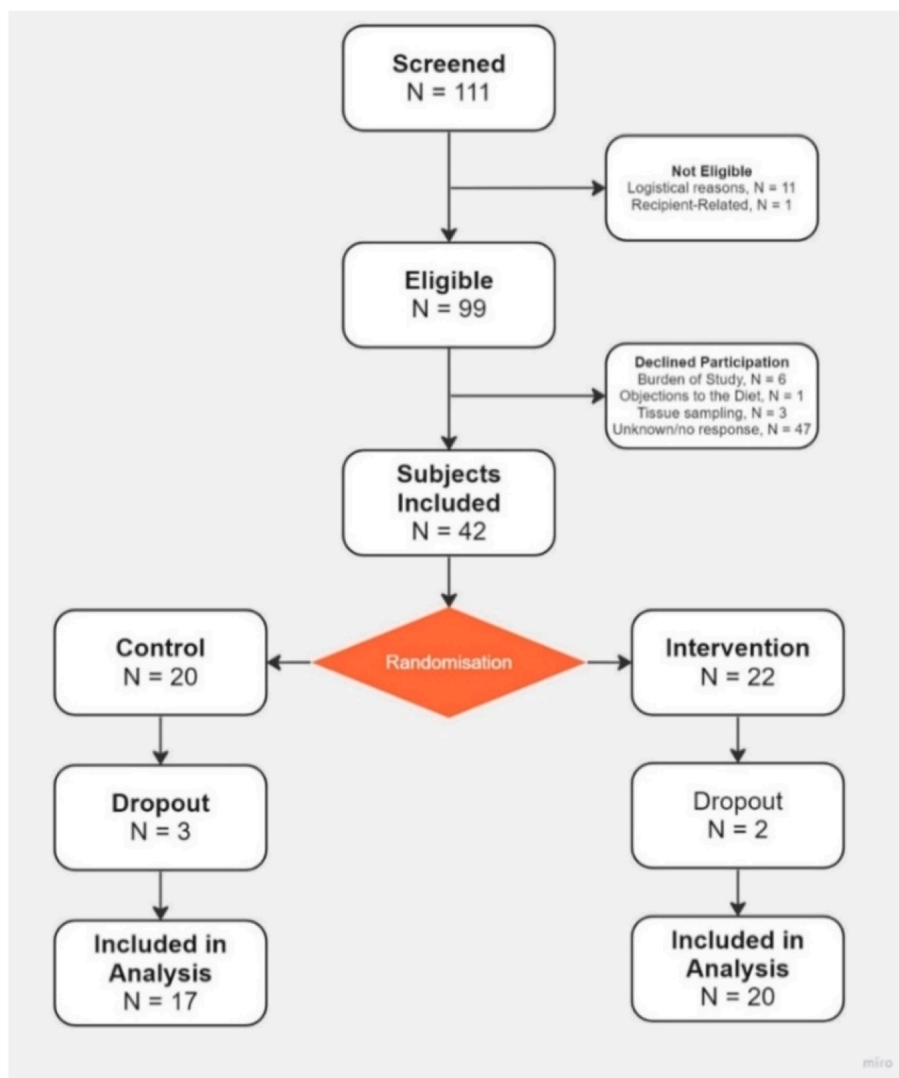 Screened
N = 111
Not Eligible
Logistical reasons, N = 11
Recipient-Related, N = 1
Eligible
N = 99
Declined Participation
Burden of Study, N = 6
Objections to the Diet, N = 1
Tissue sampling, N = 3
Unknown/no response, N = 47
Subjects
Included
N = 42
Randomisation
Control
N = 20
Intervention
N = 22
Dropout
N = 3
Dropout
N = 2
Included in
Analysis
N = 17
Included in
Analysis
N = 20
miro